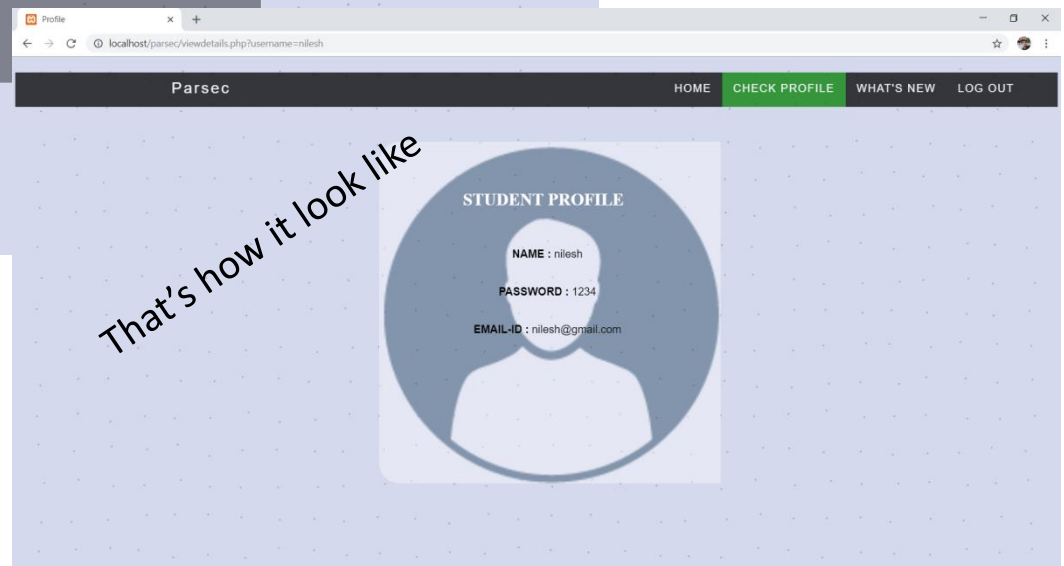 Profile
localhost/parsec/viewdetails.php?username=nilesh
Parsec HOME CHECK PROFILE WHAT'S NEW LOG OUT
That's how it look like
STUDENT PROFILE
NAME : nilesh
PASSWORD : 1234
EMAIL-ID : nilesh@gmail.com